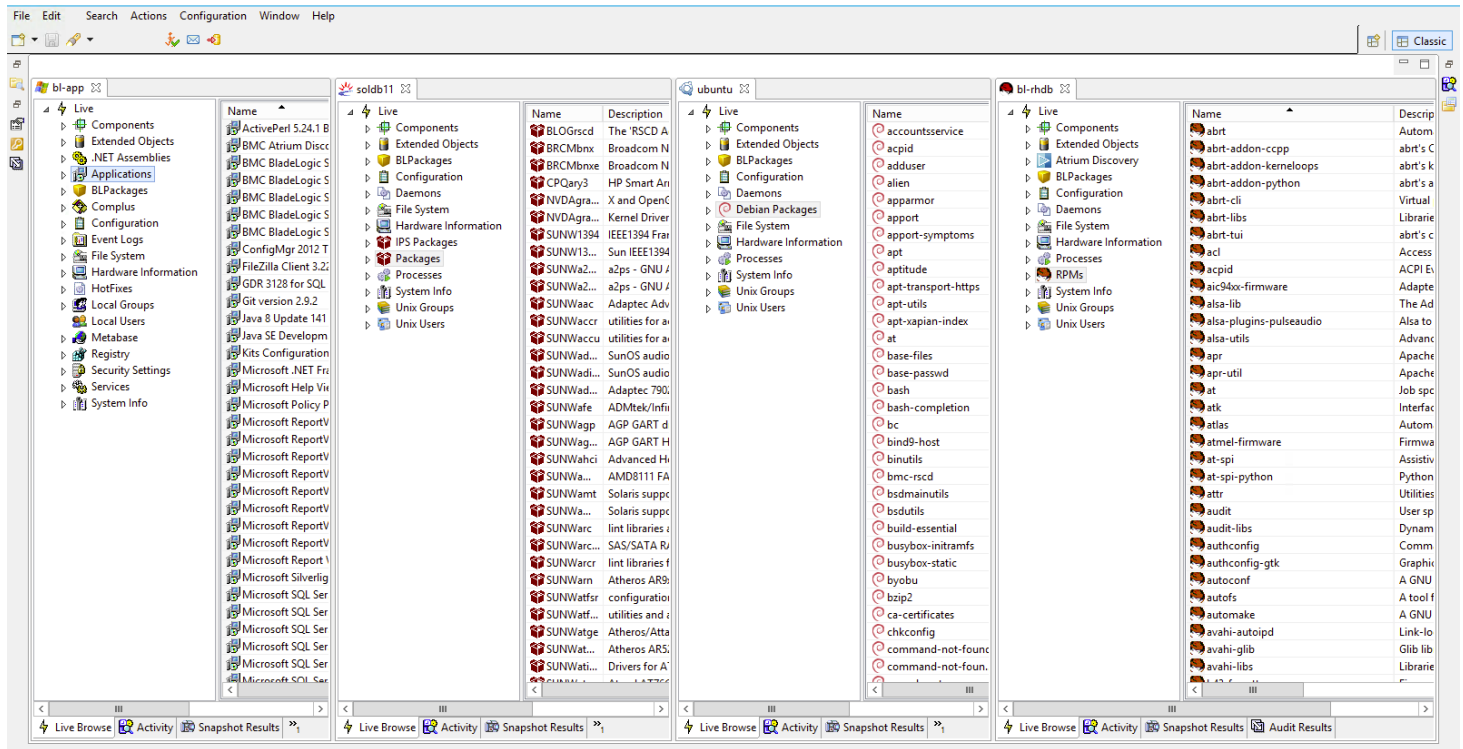 File Edit Search Actions Configuration Window Help
Classic
bl-app
Live
Components
Extended Objects
.NET Assemblies
Applications
BLPackages
Complus
Configuration
Event Logs
File System
Hardware Information
HotFixes
Local Groups
Local Users
Metabase
Registry
Security Settings
Services
System Info
Name
ActivePerl 5.24.1 B
BMC Atrium Disco
BMC BladeLogic S
BMC BladeLogic S
BMC BladeLogic S
BMC BladeLogic S
BMC BladeLogic S
ConfigMgr 2012 T
FileZilla Client 3.22
GDR 3128 for SQL
Git version 2.9.2
Java 8 Update 141
Java SE Developm
Kits Configuration
Microsoft .NET Fra
Microsoft Help Vie
Microsoft Policy P
Microsoft ReportV
Microsoft ReportV
Microsoft ReportV
Microsoft ReportV
Microsoft ReportV
Microsoft ReportV
Microsoft ReportV
Microsoft ReportV
Microsoft Report V
Microsoft Silverlig
Microsoft SQL Ser
Microsoft SQL Ser
Microsoft SQL Ser
Microsoft SQL Ser
Microsoft SQL Ser
Microsoft SQL Ser
Live Browse Activity Snapshot Results »1
soldb11
Live
Components
Extended Objects
BLPackages
Configuration
Daemons
File System
Hardware Information
IPS Packages
Packages
Processes
System Info
Unix Groups
Unix Users
Name Description
BLOGrscd The 'RSCD A
BRCMbnx Broadcom N
BRCMbnxe Broadcom N
CPQary3 HP Smart Arr
NVDAgra... X and OpenG
NVDAgra... Kernel Driver
SUNW1394 IEEE1394 Fran
SUNW13... Sun IEEE1394
SUNWa2... a2ps - GNU A
SUNWa2... a2ps - GNU A
SUNWaac Adaptec Adv
SUNWaccr utilities for a
SUNWaccu utilities for a
SUNWad... SunOS audio
SUNWadi... SunOS audio
SUNWad... Adaptec 790
SUNWafe ADMtek/Infi
SUNWagp AGP GART d
SUNWag... AGP GART H
SUNWahci Advanced H
SUNWa... AMD8111 FA
SUNWamt Solaris suppo
SUNWa... Solaris suppo
SUNWarc lint libraries
SUNWarc... SAS/SATA R
SUNWarcr lint libraries f
SUNWarn Atheros AR9
SUNWatfsr configuration
SUNWatf... utilities and
SUNWatge Atheros/Atta
SUNWat... Atheros AR5
SUNWati... Drivers for A
Live Browse Activity Snapshot Results »1
ubuntu
Live
Components
Extended Objects
BLPackages
Configuration
Daemons
Debian Packages
File System
Hardware Information
Processes
System Info
Unix Groups
Unix Users
Name
accountsservice
acpid
adduser
alien
apparmor
apport
apport-symptoms
apt
aptitude
apt-transport-https
apt-utils
apt-xapian-index
at
base-files
base-passwd
bash
bash-completion
bc
bind9-host
binutils
bmc-rscd
bsdmainutils
bsdutils
build-essential
busybox-initramfs
busybox-static
byobu
bzip2
ca-certificates
chkconfig
command-not-found
command-not-foun.
Live Browse Activity Snapshot Results »1
bl-rhdb
Live
Components
Extended Objects
Atrium Discovery
BLPackages
Configuration
Daemons
File System
Hardware Information
Processes
RPMs
System Info
Unix Groups
Unix Users
Name Descrip
abrt Autom
abrt-addon-ccpp abrt's C
abrt-addon-kerneloops abrt's k
abrt-addon-python abrt's a
abrt-cli Virtual
abrt-libs Librarie
abrt-tui abrt's c
acl Access
acpid ACPI Ev
aic94xx-firmware Adapte
alsa-lib The Ad
alsa-plugins-pulseaudio Alsa to
alsa-utils Advanc
apr Apache
apr-util Apache
at Job spc
atk Interfac
atlas Autom
atmel-firmware Firmwa
at-spi Assistiv
at-spi-python Python
attr Utilities
audit User sp
audit-libs Dynam
authconfig Comm
authconfig-gtk Graphic
autoconf A GNU
autofs A tool f
automake A GNU
avahi-autoipd Link-lo
avahi-glib Glib lib
avahi-libs Librarie
Live Browse Activity Snapshot Results Audit Results